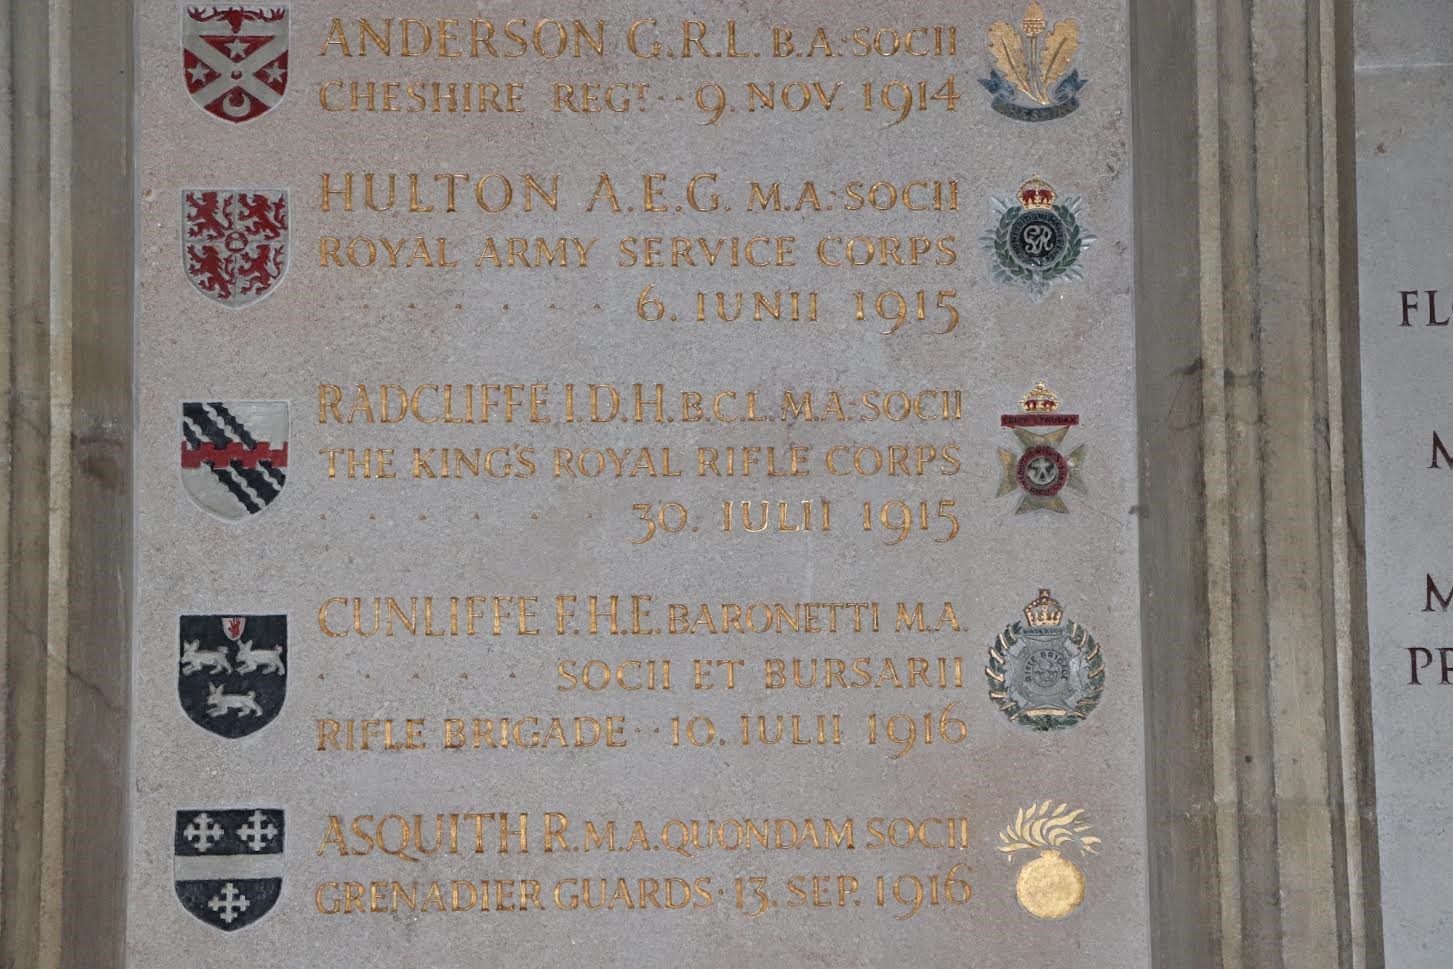 ANDERSON G.R.L. B.A. SOCII
CHESHIRE REGT. 9. NOV. 1914
HULTON A.E.G. M.A. SOCII
ROYAL ARMY SERVICE CORPS
6. IUNII 1915
RADCLIFFE I.D.H. B.C.L. M.A. SOCII
THE KING'S ROYAL RIFLE CORPS
30. IULII 1915
CUNLIFFE F.H.E. BARONETTI M.A.
SOCII ET BURSARII
RIFLE BRIGADE 10. IULII 1916
RIFLE BRIGADE
ASQUITH R. M.A. QUONDAM SOCII
GRENADIER GUARDS 13. SEP. 1916